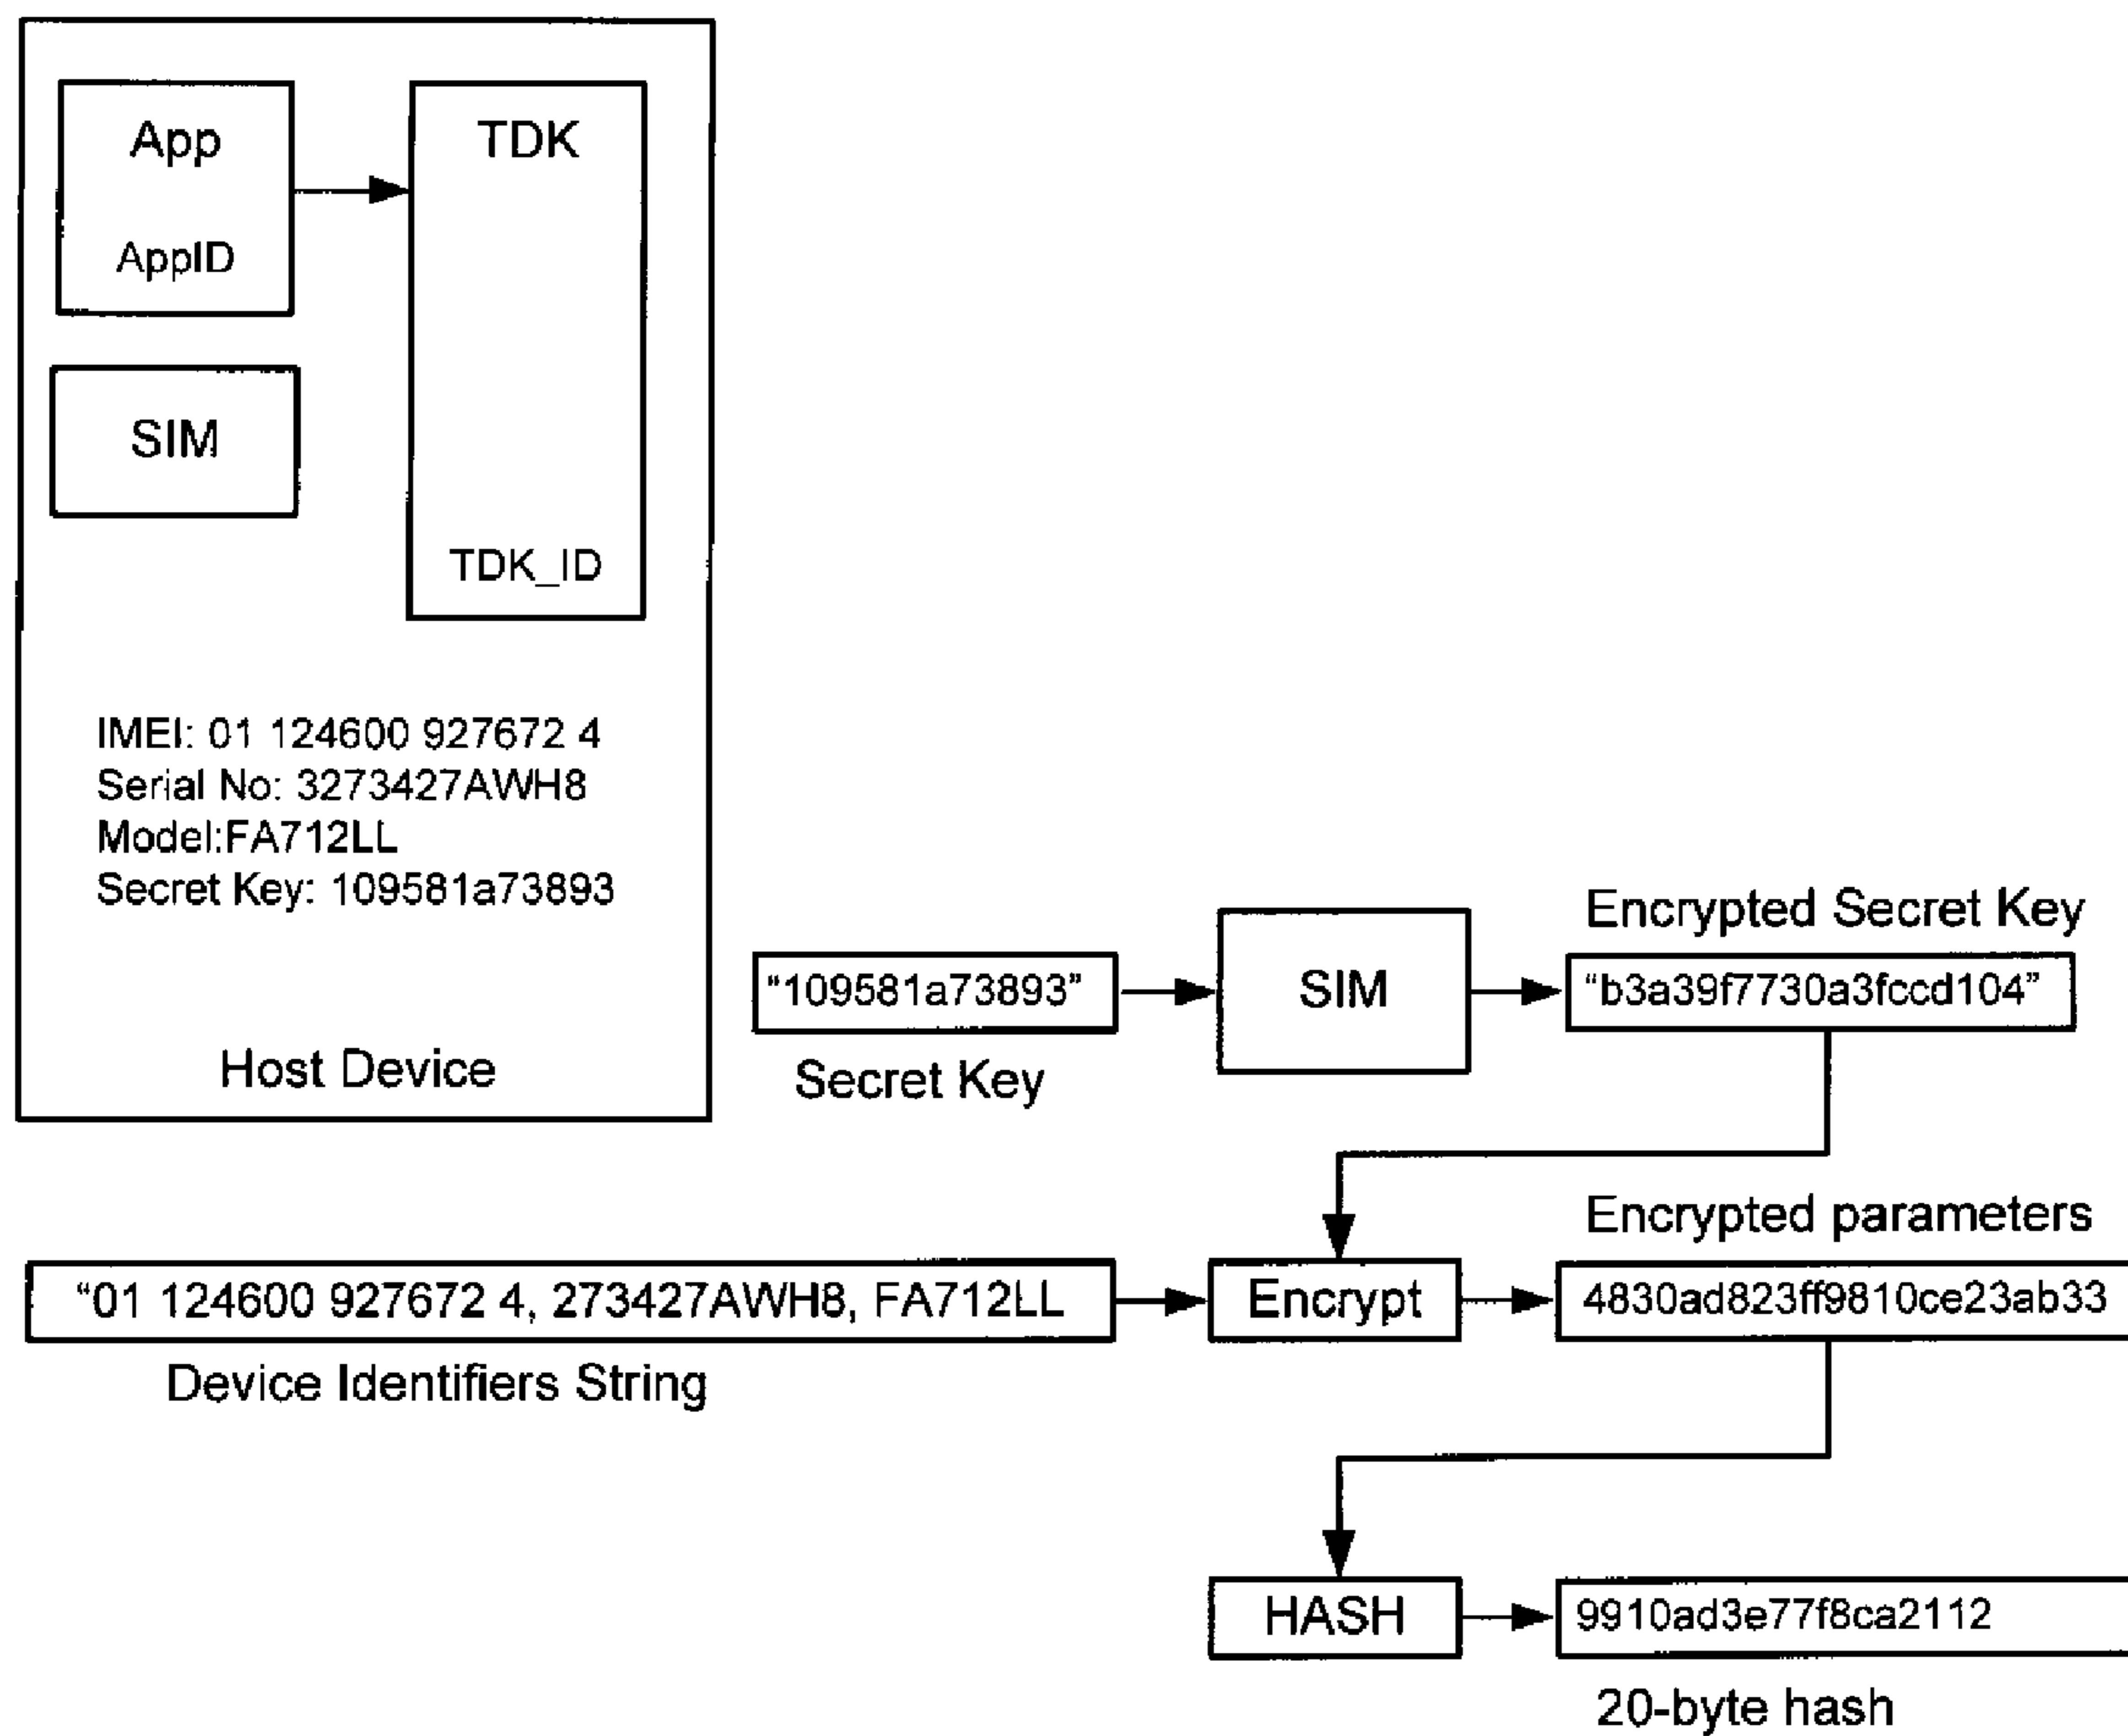 App
TDK
AppID
SIM
TDK_ID
IMEI: 01 124600 927672 4
Serial No: 3273427AWH8
Model:FA712LL
Secret Key: 109581a73893
Host Device
Encrypted Secret Key
“109581a73893”
SIM
“b3a39f7730a3fccd104”
Secret Key
Encrypted parameters
“01 124600 927672 4, 273427AWH8, FA712LL
Encrypt
4830ad823ff9810ce23ab33
Device Identifiers String
HASH
9910ad3e77f8ca2112
20-byte hash